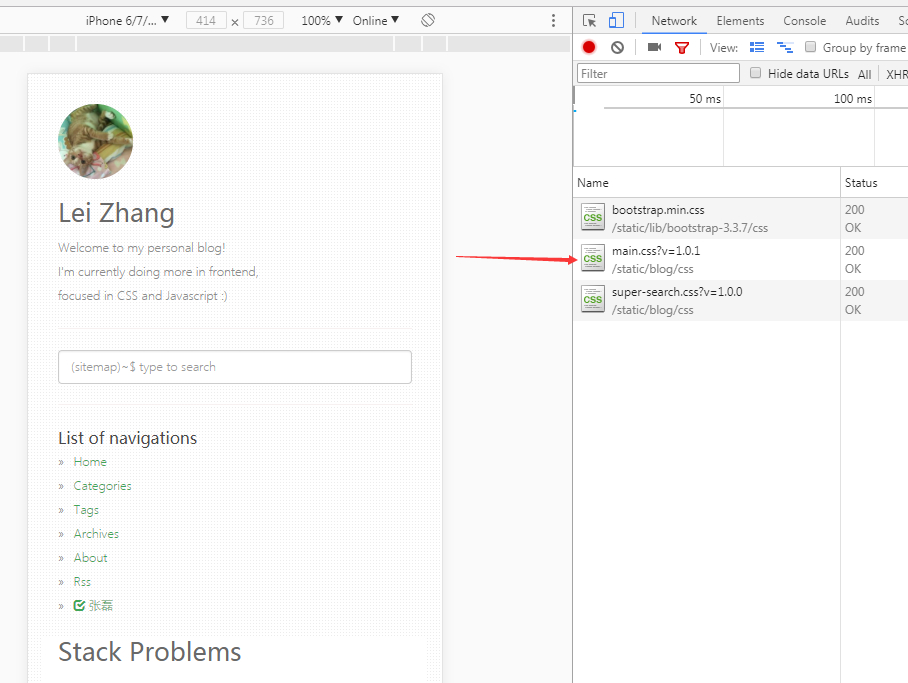 iPhone 6/7/... ▼ 414 × 736 100% ▼ Online ▼
Network Elements Console Audits
View: Group by frame
Filter Hide data URLs All XHR
50 ms 100 ms
Name Status
bootstrap.min.css 200
/static/lib/bootstrap-3.3.7/css OK
main.css?v=1.0.1 200
/static/blog/css OK
super-search.css?v=1.0.0 200
/static/blog/css OK
Lei Zhang
Welcome to my personal blog!
I'm currently doing more in frontend,
focused in CSS and Javascript :)
(sitemap)~$ type to search
List of navigations
» Home
» Categories
» Tags
» Archives
» About
» Rss
» 张磊
Stack Problems